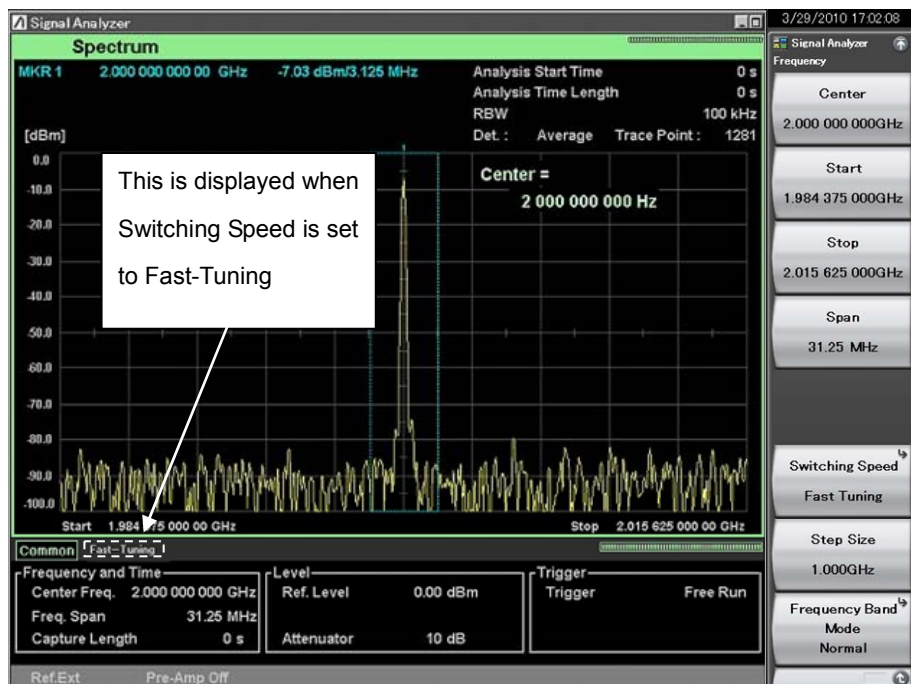 Signal Analyzer
3/29/2010 17:02:08
Spectrum
MKR 1 2.000 000 000 00 GHz -7.03 dBm/3.125 MHz
Analysis Start Time 0 s
Analysis Time Length 0 s
RBW 100 kHz
Det. : Average Trace Point : 1281
[dBm]
1
0.0
-10.0
-20.0
-30.0
-40.0
-50.0
-60.0
-70.0
-80.0
-90.0
-100.0
This is displayed when
Switching Speed is set
to Fast-Tuning
Center =
2 000 000 000 Hz
Start 1.984 375 000 00 GHz Stop 2.015 625 000 00 GHz
Common Fast-Tuning
Frequency and Time
Center Freq. 2.000 000 000 GHz
Freq. Span 31.25 MHz
Capture Length 0 s
Level
Ref. Level 0.00 dBm
Attenuator 10 dB
Trigger
Trigger Free Run
Ref.Ext Pre-Amp Off
Signal Analyzer
Frequency
Center
2.000 000 000GHz
Start
1.984 375 000GHz
Stop
2.015 625 000GHz
Span
31.25 MHz
Switching Speed
Fast Tuning
Step Size
1.000GHz
Frequency Band
Mode
Normal